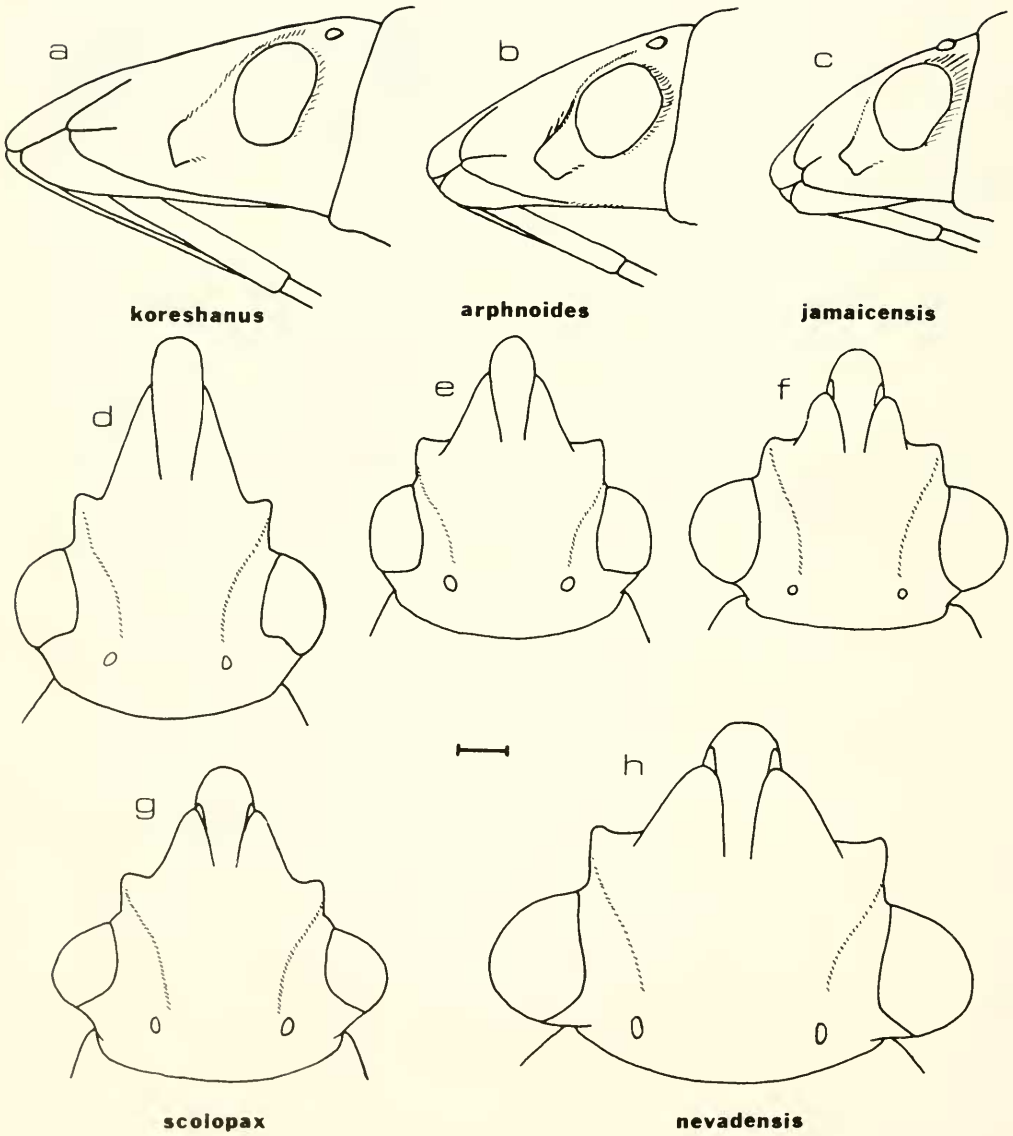 a
b
c
koreshanus
arphnoides
jamaicensis
d
e
f
g
h
scolopax
nevadensis